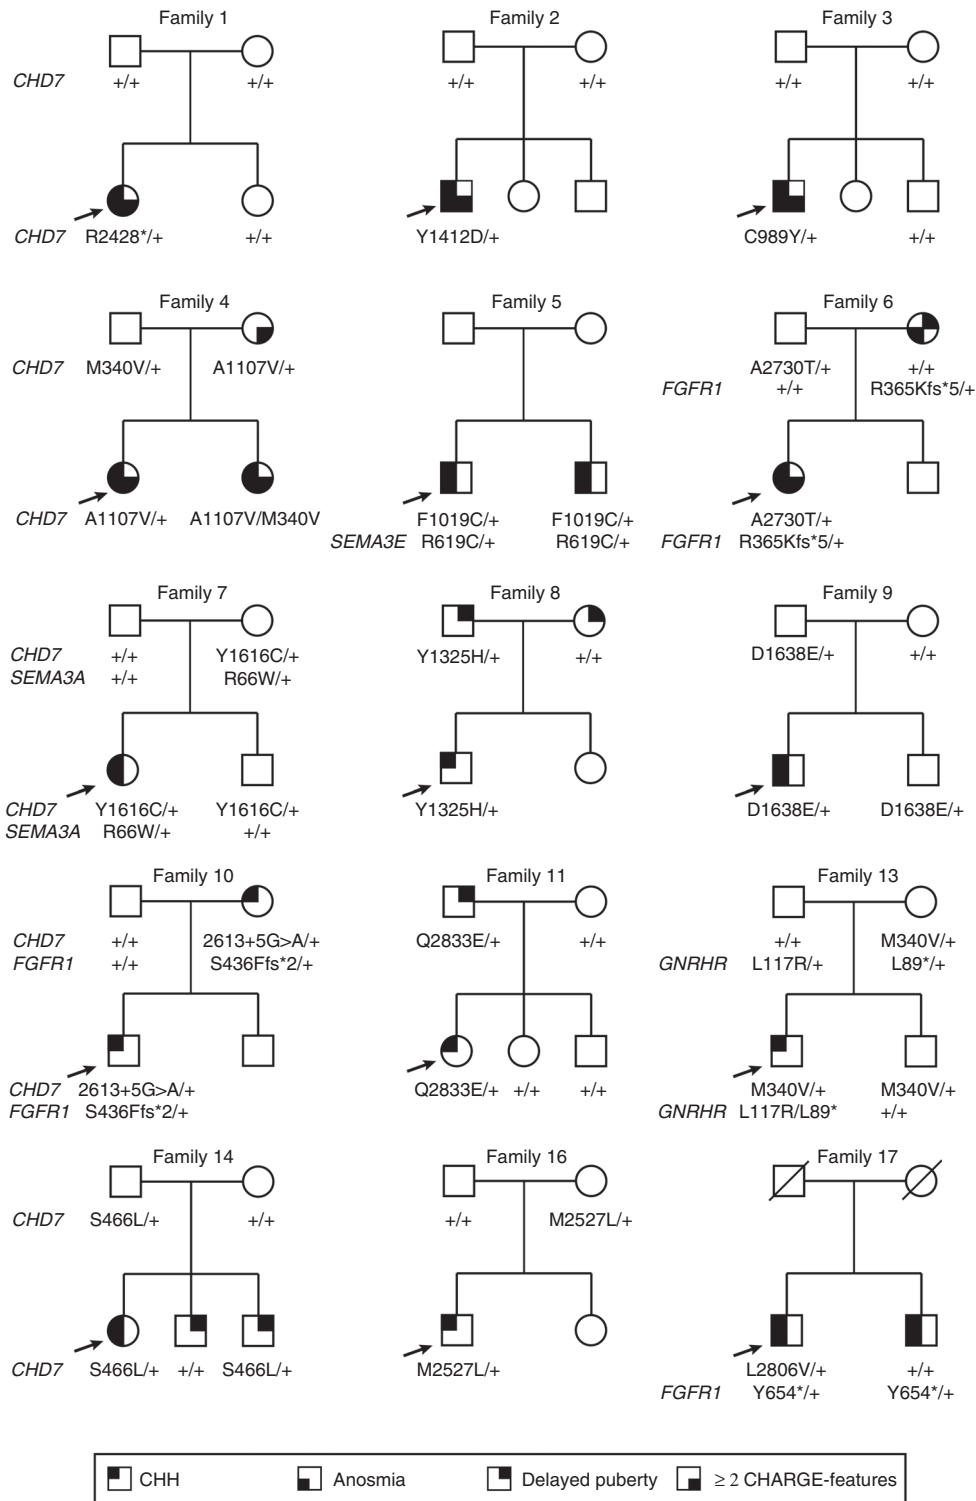 Family 1 Family 2 Family 3
CHD7 +/+ +/+ +/+ +/+ +/+ +/+
CHD7 R2428*/+ +/+ Y1412D/+ C989Y/+ +/+
Family 4 Family 5 Family 6
CHD7 M340V/+ A1107V/+ A2730T/+ +/+
FGFR1 +/+ R365Kfs*5/+
CHD7 A1107V/+ A1107V/M340V F1019C/+ F1019C/+ A2730T/+
SEMA3E R619C/+ R619C/+ FGFR1 R365Kfs*5/+
Family 7 Family 8 Family 9
CHD7 +/+ Y1616C/+ Y1325H/+ +/+ D1638E/+ +/+
SEMA3A +/+ R66W/+
CHD7 Y1616C/+ Y1616C/+ Y1325H/+ D1638E/+ D1638E/+
SEMA3A R66W/+ +/+
Family 10 Family 11 Family 13
CHD7 +/+ 2613+5G>A/+ Q2833E/+ +/+ +/+ M340V/+
FGFR1 +/+ S436Ffs*2/+ GNRHR L117R/+ L89*/+
CHD7 2613+5G>A/+ Q2833E/+ +/+ +/+ M340V/+ M340V/+
FGFR1 S436Ffs*2/+ GNRHR L117R/L89* +/+
Family 14 Family 16 Family 17
CHD7 S466L/+ +/+ +/+ M2527L/+
CHD7 S466L/+ +/+ S466L/+ M2527L/+ L2806V/+ +/+
FGFR1 Y654*/+ Y654*/+
CHH Anosmia Delayed puberty ≥ 2 CHARGE-features